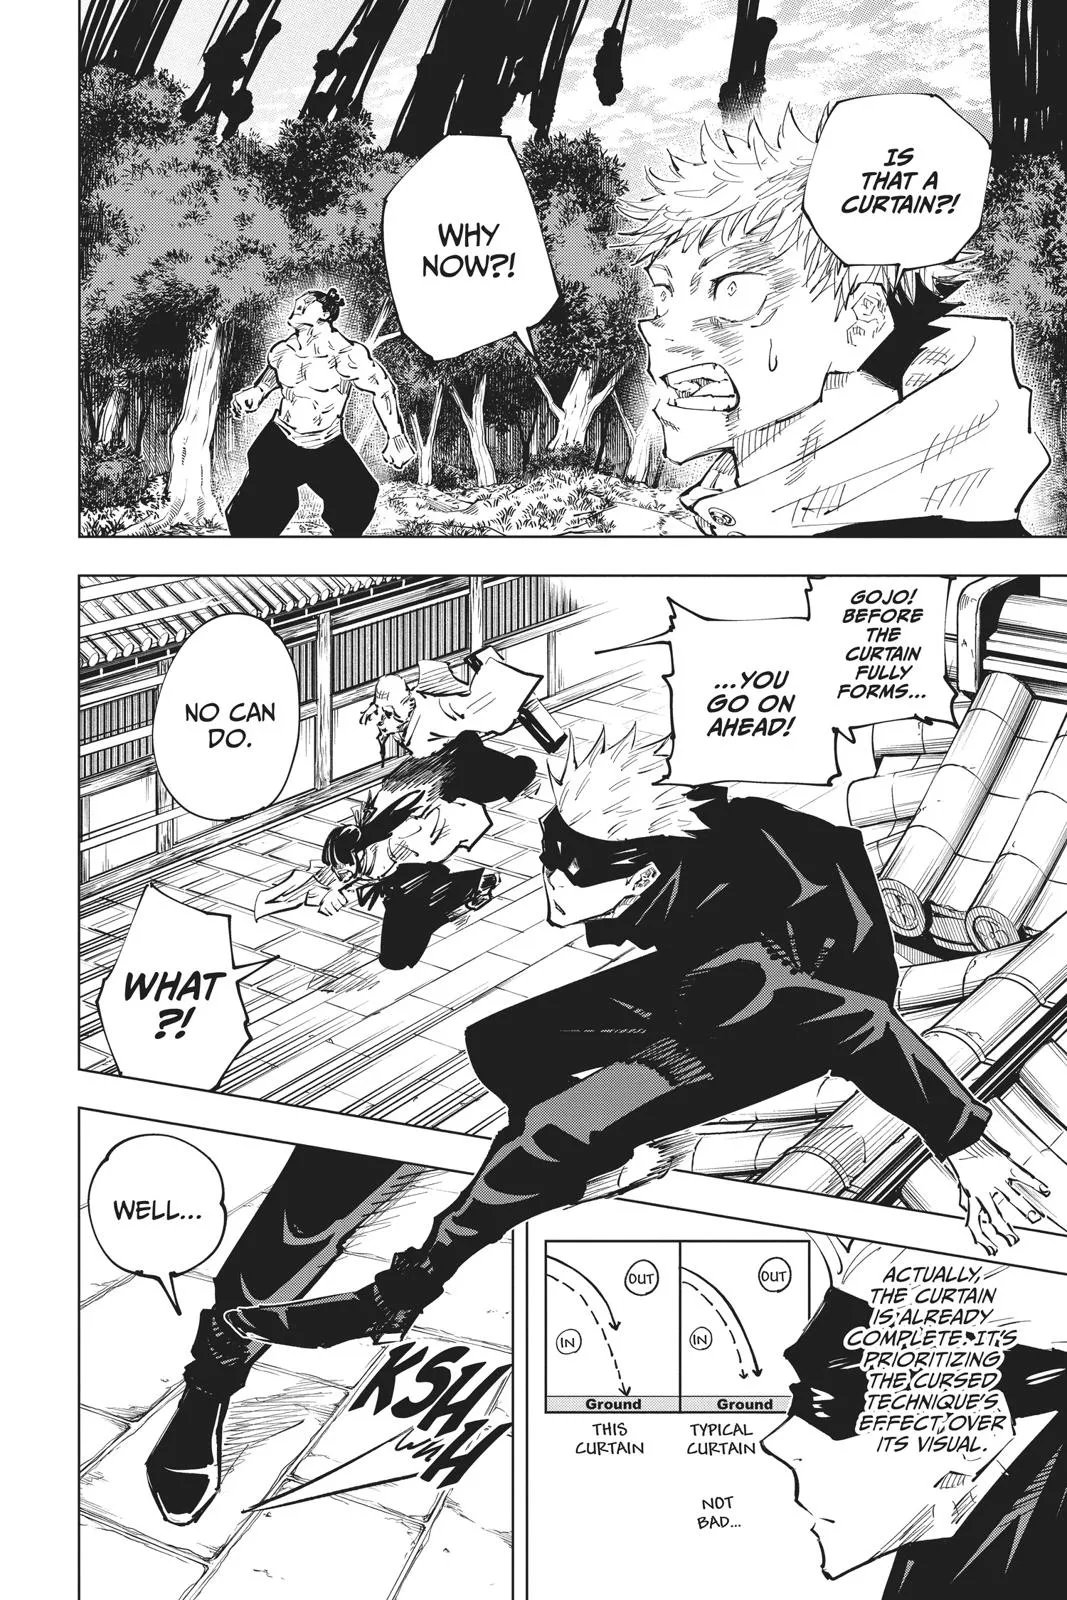 IS
THAT A
CURTAIN?!
WHY
NOW?!
GOJO!
BEFORE
THE
CURTAIN
FULLY
FORMS...
...YOU
GO ON
AHEAD!
NO CAN
DO.
WHAT
?!
WELL...
KSHHH
OUT
IN
Ground
THIS
CURTAIN
OUT
IN
Ground
TYPICAL
CURTAIN
NOT
BAD...
ACTUALLY,
THE CURTAIN
IS ALREADY
COMPLETE. IT'S
PRIORITIZING
THE CURSED
TECHNIQUE'S
EFFECT OVER
ITS VISUAL.